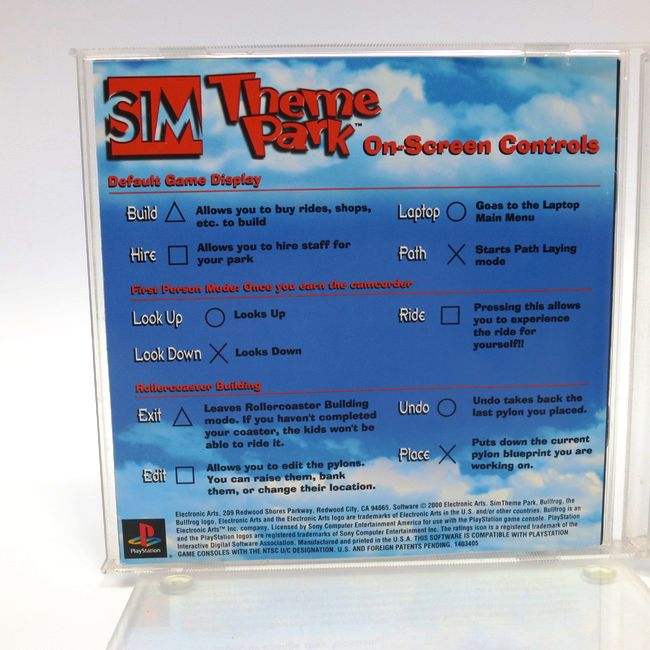 SIM
Theme
Park™
On-Screen Controls
Default Game Display
Build Allows you to buy rides, shops,
etc. to build
Laptop Goes to the Laptop
Main Menu
Hire Allows you to hire staff for
your park
Path Starts Path Laying
mode
First Person Mode: Once you earn the camcorder
Look Up Looks Up
Ride Pressing this allows
you to experience
the ride for
yourself!!
Look Down Looks Down
Rollercoaster Building
Exit Leaves Rollercoaster Building
mode. If you haven't completed
your coaster, the kids won't be
able to ride it.
Undo Undo takes back the
last pylon you placed.
Edit Allows you to edit the pylons.
You can raise them, bank
them, or change their location.
Place Puts down the current
pylon blueprint you are
working on.
PlayStation
Electronic Arts, 209 Redwood Shores Parkway, Redwood City, CA 94065. Software © 2000 Electronic Arts. SimTheme Park, Bullfrog, the
Bullfrog logo, Electronic Arts and the Electronic Arts logo are trademarks of Electronic Arts in the U.S. and/or other countries. Bullfrog is an
Electronic Arts™ Inc. company. Licensed by Sony Computer Entertainment America for use with the PlayStation game console. PlayStation
and the PlayStation logos are registered trademarks of Sony Computer Entertainment Inc. The ratings icon is a registered trademark of the
Interactive Digital Software Association. Manufactured and printed in the U.S.A. THIS SOFTWARE IS COMPATIBLE WITH PLAYSTATION
GAME CONSOLES WITH THE NTSC U/C DESIGNATION. U.S. AND FOREIGN PATENTS PENDING. 1403405